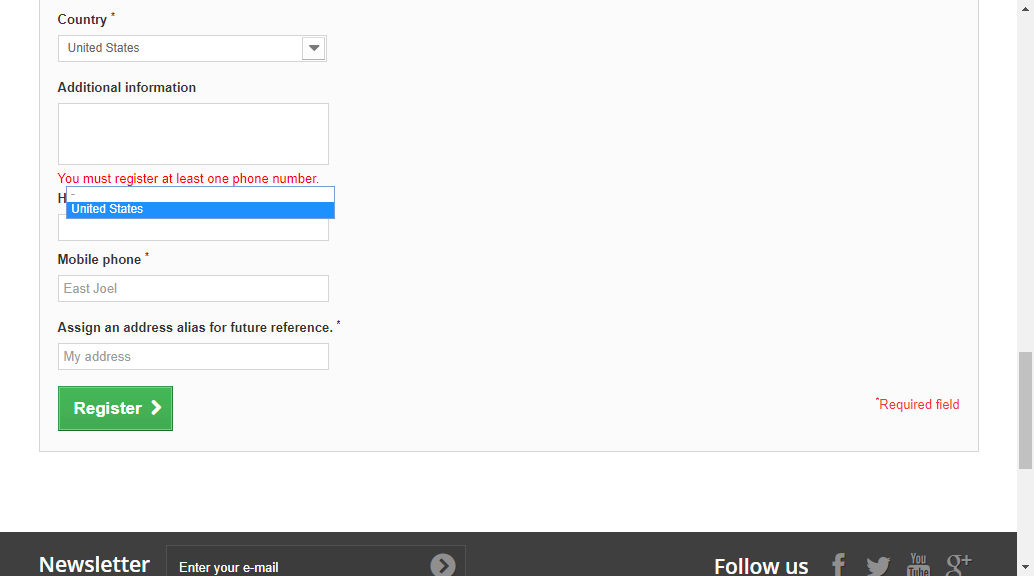 Country *
United States
Additional information
You must register at least one phone number.
H
-
United States
Mobile phone *
East Joel
Assign an address alias for future reference. *
My address
Register
*Required field
Newsletter
Enter your e-mail
Follow us
You
Tube
g+